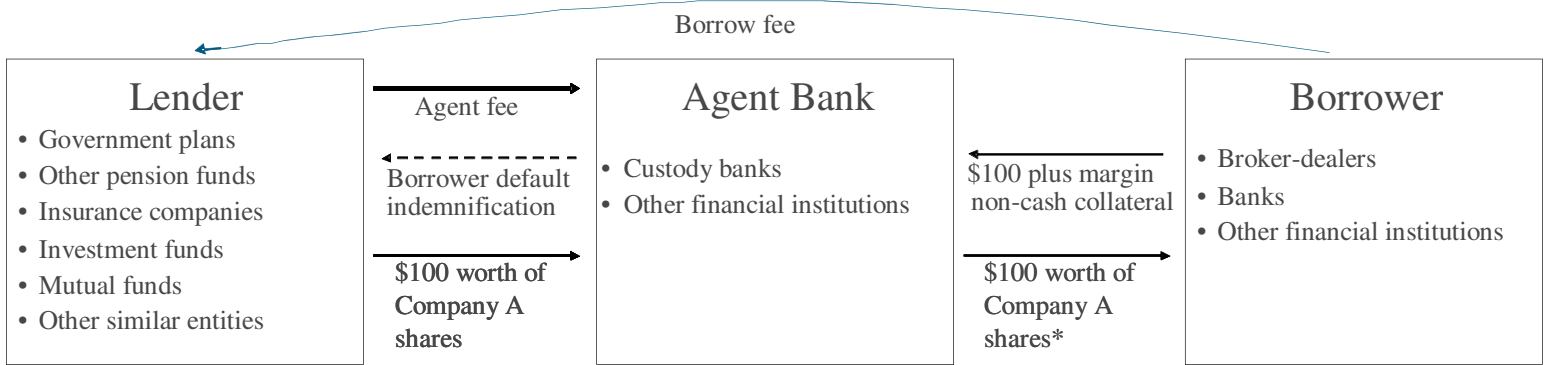 Borrow fee
Lender
• Government plans
• Other pension funds
• Insurance companies
• Investment funds
• Mutual funds
• Other similar entities
Agent fee
Borrower default
indemnification
$100 worth of
Company A
shares
Agent Bank
• Custody banks
• Other financial institutions
$100 plus margin
non-cash collateral
$100 worth of
Company A
shares*
Borrower
• Broker-dealers
• Banks
• Other financial institutions